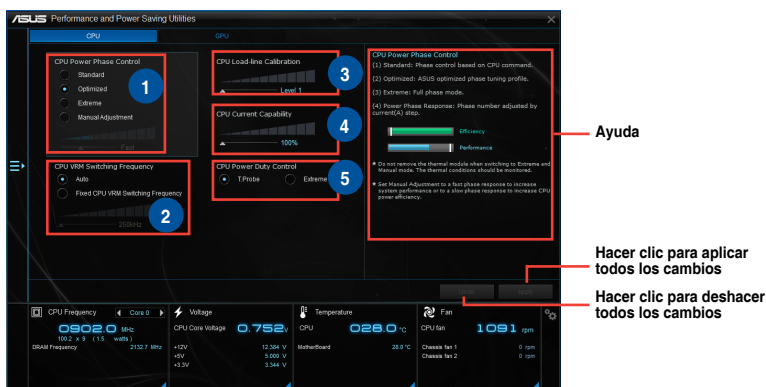 ASUS Performance and Power Saving Utilities
CPU
GPU
CPU Power Phase Control
Standard
Optimized
Extreme
Manual Adjustment
Fast
1
CPU VRM Switching Frequency
Auto
Fixed CPU VRM Switching Frequency
250kHz
2
CPU Load-line Calibration
Level 1
3
CPU Current Capability
100%
4
CPU Power Duty Control
T.Probe
Extreme
5
CPU Power Phase Control
(1) Standard: Phase control based on CPU command.
(2) Optimized: ASUS optimized phase tuning profile.
(3) Extreme: Full phase mode.
(4) Power Phase Response: Phase number adjusted by
current(A) step.
Efficiency
Performance
* Do not remove the thermal module when switching to Extreme and
Manual mode. The thermal conditions should be monitored.
* Set Manual Adjustment to a fast phase response to increase
system performance or to a slow phase response to increase CPU
power efficiency.
Ayuda
Hacer clic para aplicar
todos los cambios
Hacer clic para deshacer
todos los cambios
Undo
Apply
CPU Frequency
Core 0
0902.0 MHz
100.2 x 9 (1.5 watts)
DRAM Frequency
2132.7 MHz
Voltage
CPU Core Voltage
0.752v
+12V
12.384 V
+5V
5.000 V
+3.3V
3.344 V
Temperature
CPU
028.0 °C
MotherBoard
28.0 °C
Fan
CPU fan
1091 rpm
Chassis fan 1
0 rpm
Chassis fan 2
0 rpm